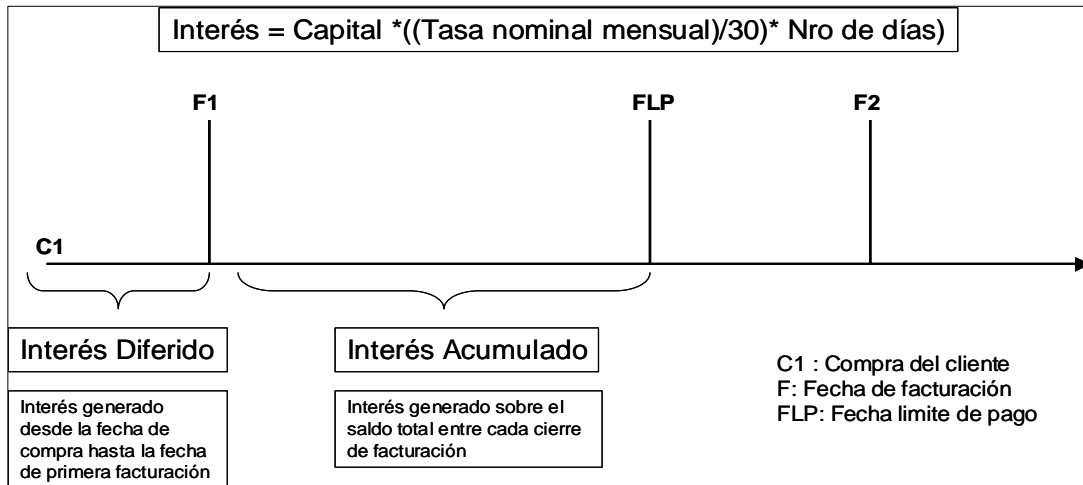 Interés = Capital *((Tasa nominal mensual)/30)* Nro de días)
F1
FLP
F2
C1
Interés Diferido
Interés Acumulado
Interés generado
desde la fecha de
compra hasta la fecha
de primera facturación
Interés generado sobre el
saldo total entre cada cierre
de facturación
C1 : Compra del cliente
F: Fecha de facturación
FLP: Fecha limite de pago